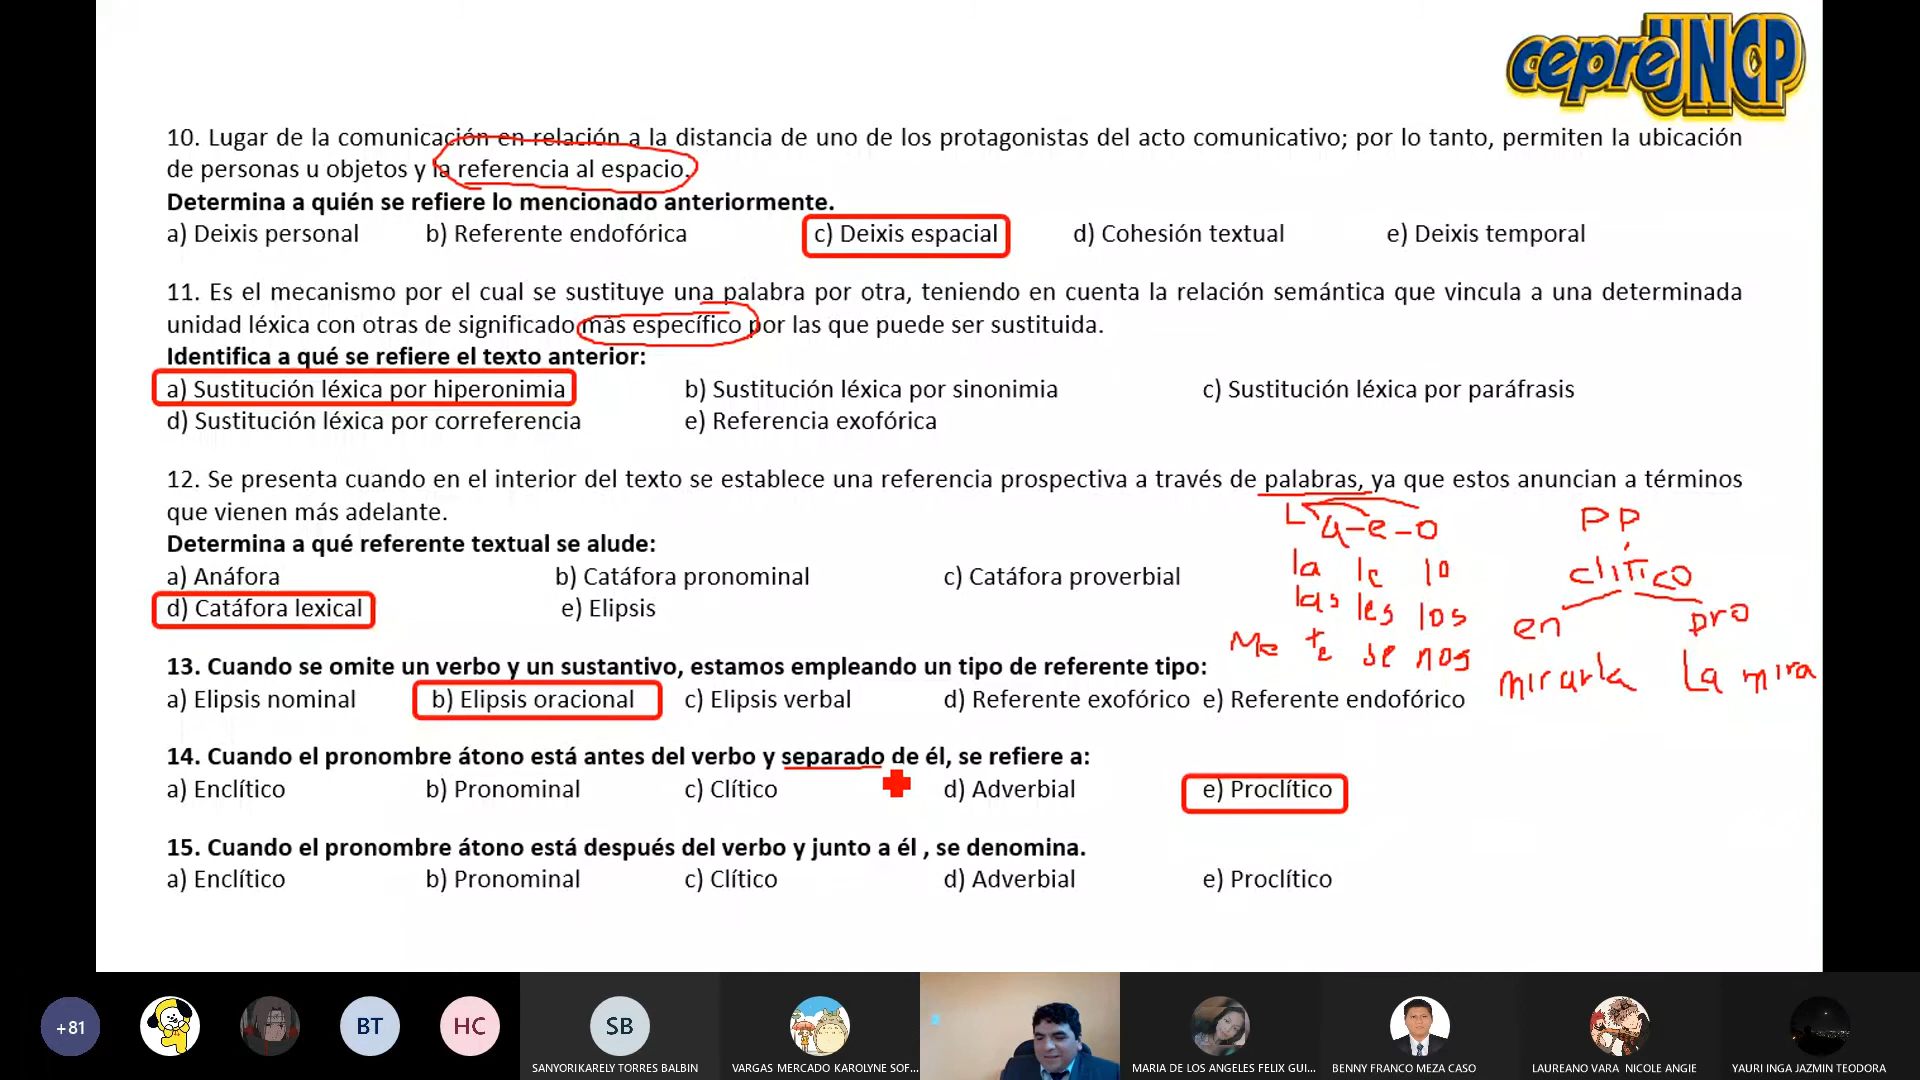 cepreUNCP
10. Lugar de la comunicación en relación a la distancia de uno de los protagonistas del acto comunicativo; por lo tanto, permiten la ubicación
de personas u objetos y la referencia al espacio.
Determina a quién se refiere lo mencionado anteriormente.
a) Deixis personal b) Referente endofórica c) Deixis espacial d) Cohesión textual e) Deixis temporal
11. Es el mecanismo por el cual se sustituye una palabra por otra, teniendo en cuenta la relación semántica que vincula a una determinada
unidad léxica con otras de significado más específico por las que puede ser sustituida.
Identifica a qué se refiere el texto anterior:
a) Sustitución léxica por hiperonimia b) Sustitución léxica por sinonimia c) Sustitución léxica por paráfrasis
d) Sustitución léxica por correferencia e) Referencia exofórica
12. Se presenta cuando en el interior del texto se establece una referencia prospectiva a través de palabras, ya que estos anuncian a términos
que vienen más adelante.
Determina a qué referente textual se alude:
a) Anáfora b) Catáfora pronominal c) Catáfora proverbial
d) Catáfora lexical e) Elipsis
L a-e-o
la le lo
las les los
Me te se nos
PP
clítico
en pro
mirarla La mira
13. Cuando se omite un verbo y un sustantivo, estamos empleando un tipo de referente tipo:
a) Elipsis nominal b) Elipsis oracional c) Elipsis verbal d) Referente exofórico e) Referente endofórico
14. Cuando el pronombre átono está antes del verbo y separado de él, se refiere a:
a) Enclítico b) Pronominal c) Clítico d) Adverbial e) Proclítico
15. Cuando el pronombre átono está después del verbo y junto a él , se denomina.
a) Enclítico b) Pronominal c) Clítico d) Adverbial e) Proclítico
+81 BT HC SB
SANYORIKARELY TORRES BALBIN VARGAS MERCADO KAROLYNE SOF... MARIA DE LOS ANGELES FELIX GUI... BENNY FRANCO MEZA CASO LAUREANO VARA NICOLE ANGIE YAURI INGA JAZMIN TEODORA